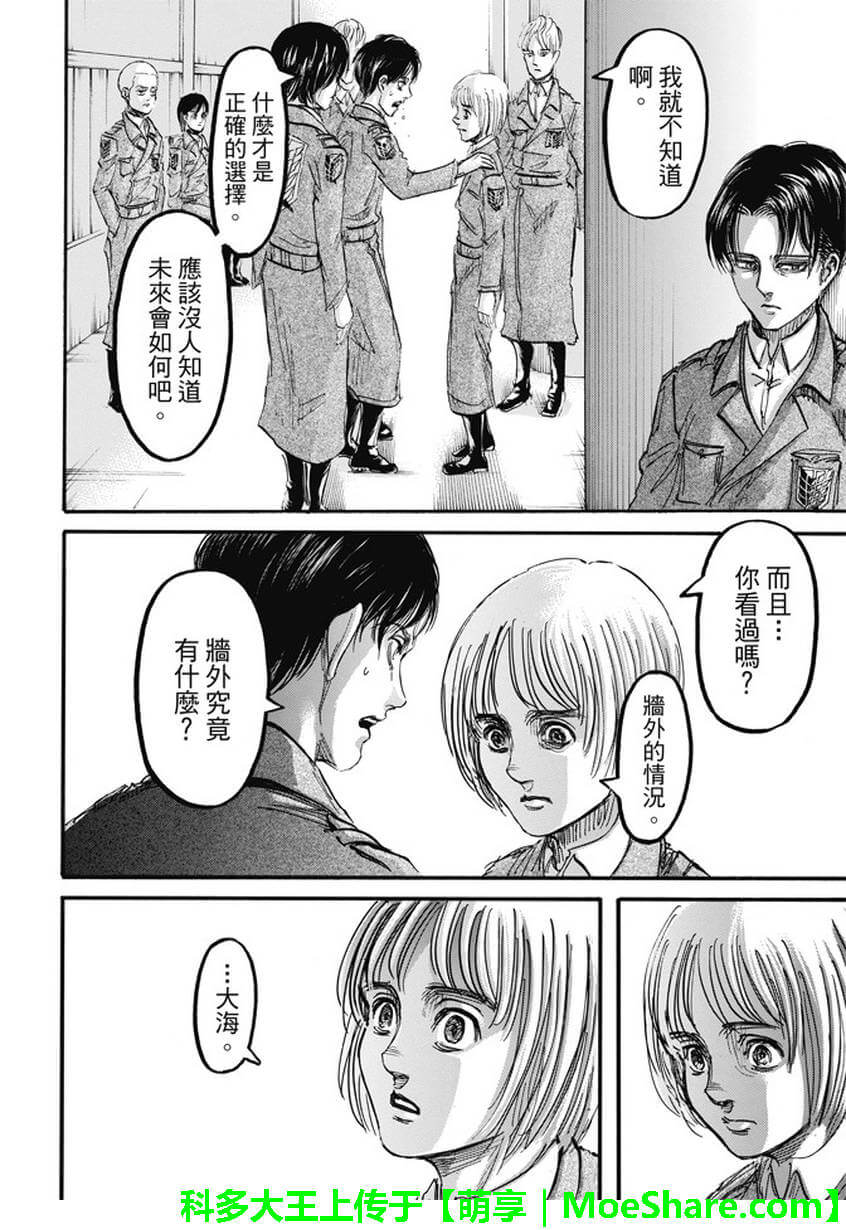 我就不知道
啊。
什麼才是
正確的選擇。
應該沒人知道
未來會如何吧。
而且…
你看過嗎？
牆外的情況。
牆外究竟
有什麼？
…大海。
科多大王上传于【萌享｜MoeShare.com】